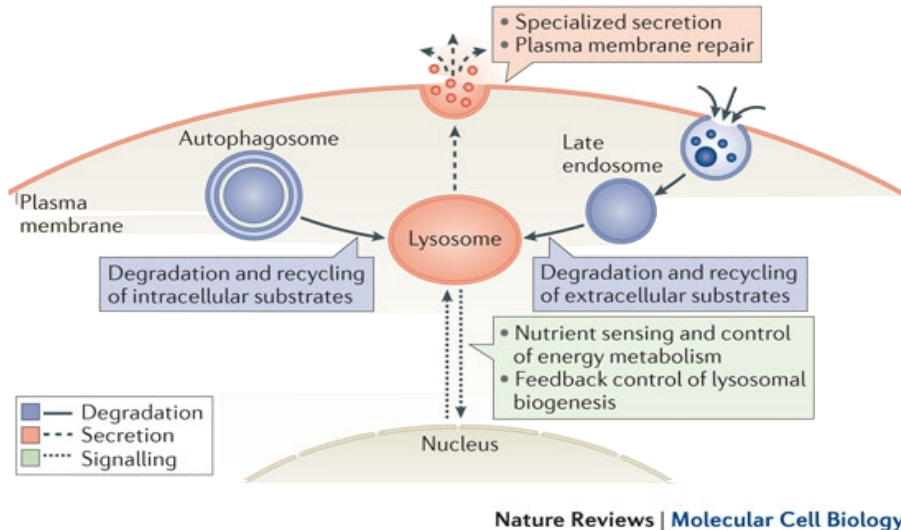 • Specialized secretion
• Plasma membrane repair
Autophagosome
Late
endosome
Plasma
membrane
Lysosome
Degradation and recycling
of intracellular substrates
Degradation and recycling
of extracellular substrates
• Nutrient sensing and control
of energy metabolism
• Feedback control of lysosomal
biogenesis
Degradation
Secretion
Signalling
Nucleus
Nature Reviews | Molecular Cell Biology